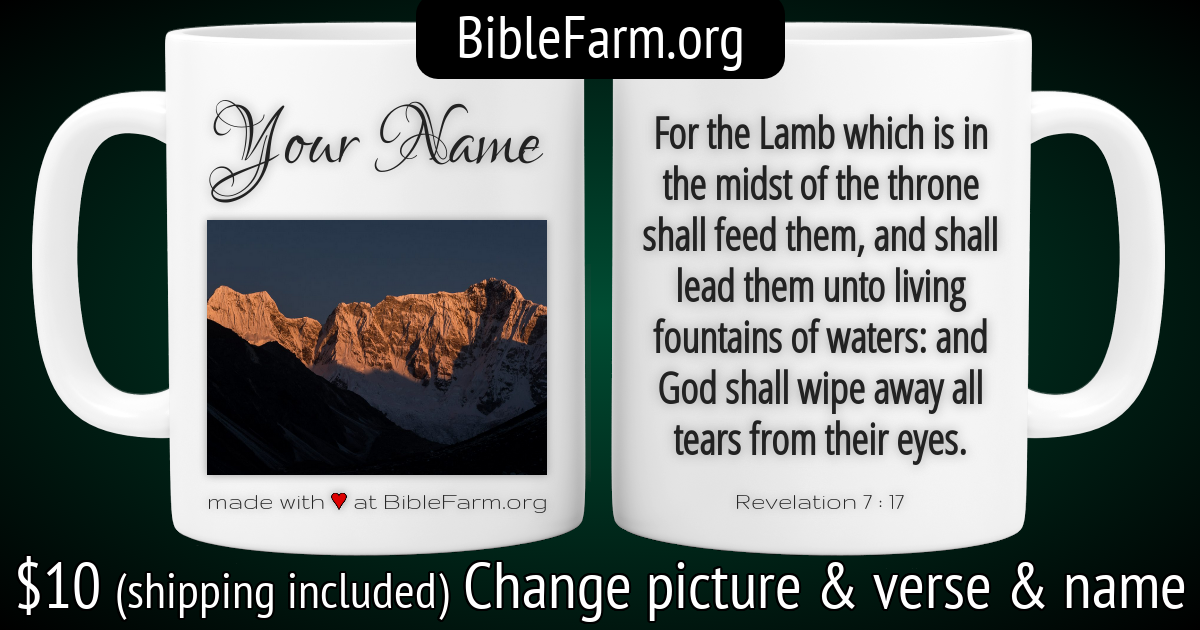 BibleFarm.org
Your Name
made with ♥ at BibleFarm.org
For the Lamb which is in
the midst of the throne
shall feed them, and shall
lead them unto living
fountains of waters: and
God shall wipe away all
tears from their eyes.
Revelation 7 : 17
$10 (shipping included) Change picture & verse & name